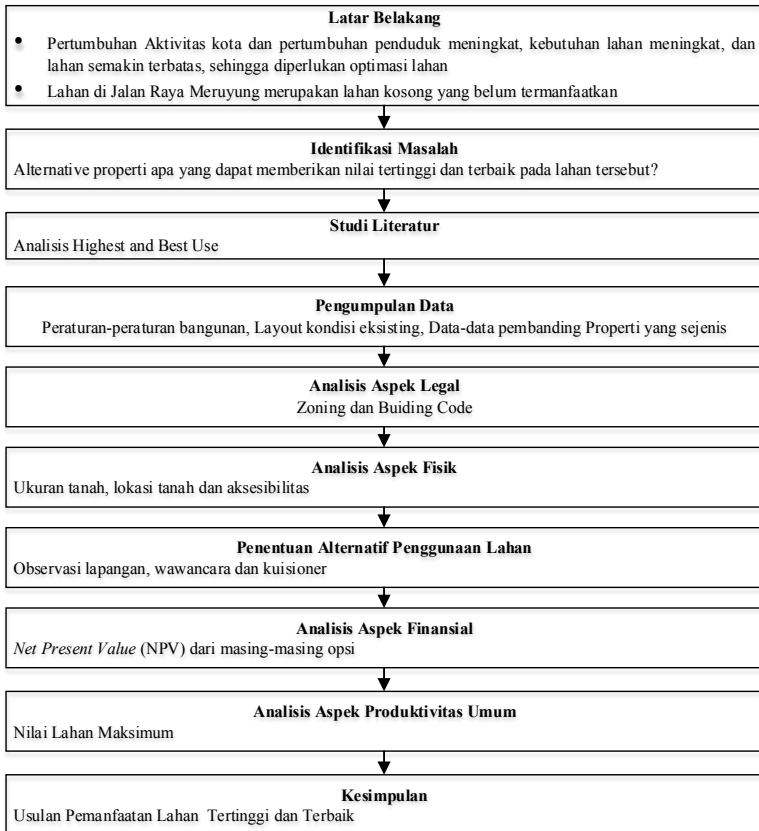 Latar Belakang
• Pertumbuhan Aktivitas kota dan pertumbuhan penduduk meningkat, kebutuhan lahan meningkat, dan
lahan semakin terbatas, sehingga diperlukan optimasi lahan
• Lahan di Jalan Raya Meruyung merupakan lahan kosong yang belum termanfaatkan
Identifikasi Masalah
Alternative properti apa yang dapat memberikan nilai tertinggi dan terbaik pada lahan tersebut?
Studi Literatur
Analisis Highest and Best Use
Pengumpulan Data
Peraturan-peraturan bangunan, Layout kondisi eksisting, Data-data pembanding Properti yang sejenis
Analisis Aspek Legal
Zoning dan Buiding Code
Analisis Aspek Fisik
Ukuran tanah, lokasi tanah dan aksesibilitas
Penentuan Alternatif Penggunaan Lahan
Observasi lapangan, wawancara dan kuisioner
Analisis Aspek Finansial
Net Present Value (NPV) dari masing-masing opsi
Analisis Aspek Produktivitas Umum
Nilai Lahan Maksimum
Kesimpulan
Usulan Pemanfaatan Lahan Tertinggi dan Terbaik